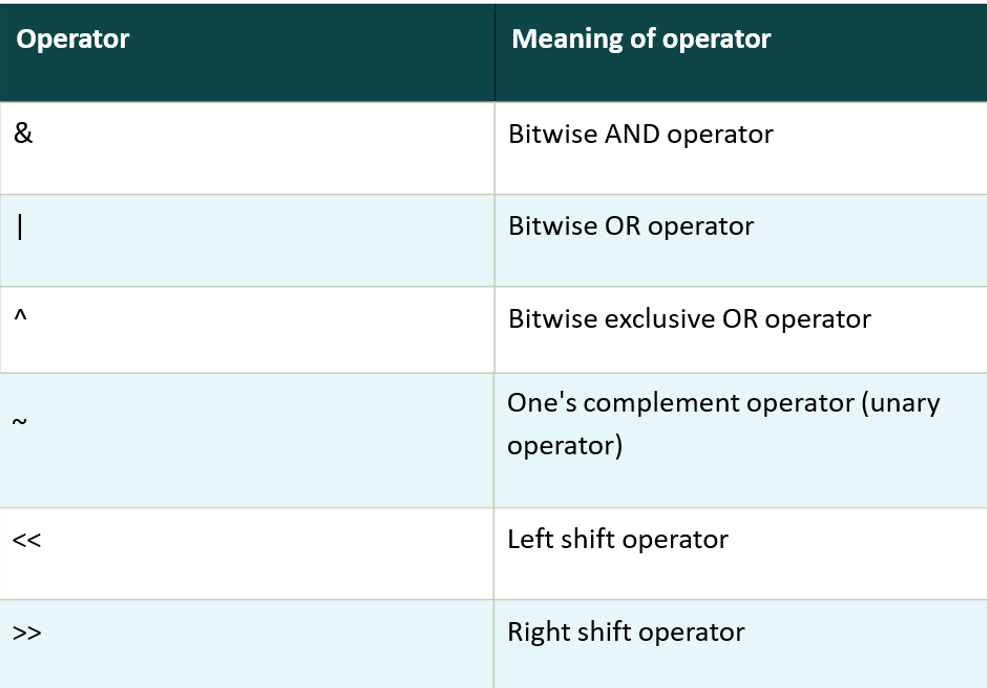 Operator Meaning of operator
& Bitwise AND operator
| Bitwise OR operator
^ Bitwise exclusive OR operator
~ One's complement operator (unary
operator)
<< Left shift operator
>> Right shift operator